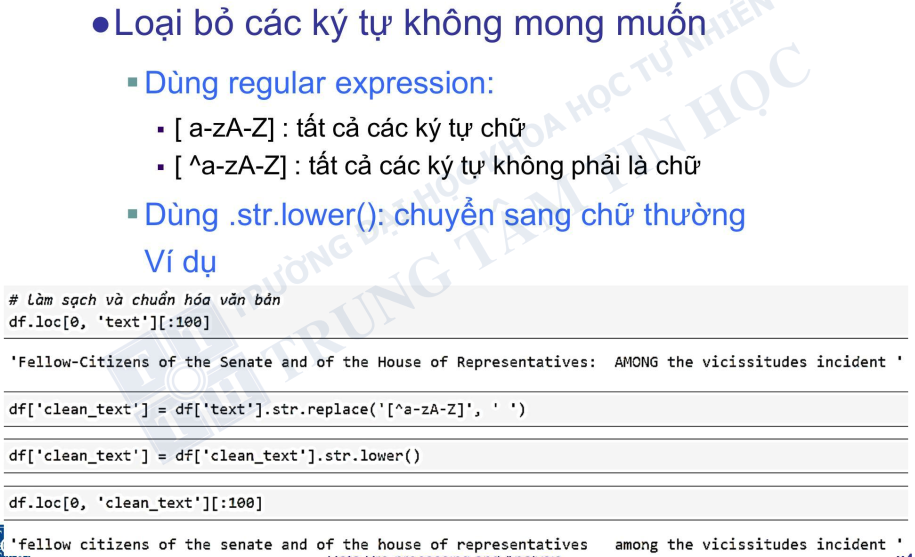 ●Loại bỏ các ký tự không mong muốn
▪Dùng regular expression:
▪ [ a-zA-Z] : tất cả các ký tự chữ
▪ [ ^a-zA-Z] : tất cả các ký tự không phải là chữ
▪Dùng .str.lower(): chuyển sang chữ thường
Ví dụ
# làm sạch và chuẩn hóa văn bản
df.loc[0, 'text'][:100]
'Fellow-Citizens of the Senate and of the House of Representatives:  AMONG the vicissitudes incident '
df['clean_text'] = df['text'].str.replace('[^a-zA-Z]', ' ')
df['clean_text'] = df['clean_text'].str.lower()
df.loc[0, 'clean_text'][:100]
'fellow citizens of the senate and of the house of representatives   among the vicissitudes incident '
TRƯỜNG ĐẠI HỌC KHOA HỌC TỰ NHIÊN
TRUNG TÂM TIN HỌC